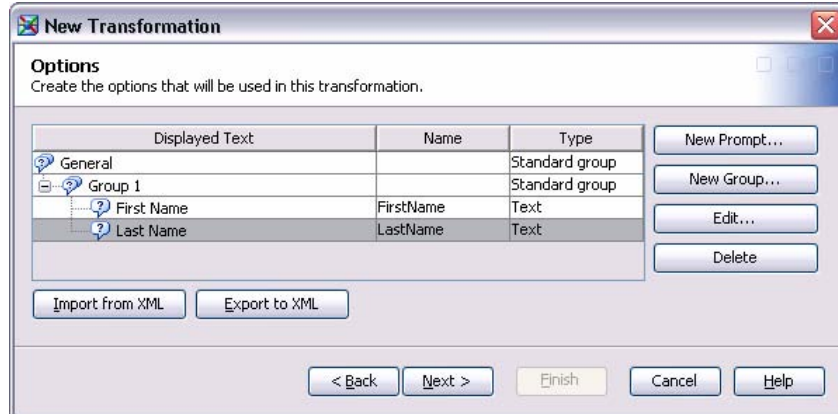 New Transformation
Options
Create the options that will be used in this transformation.
Displayed Text Name Type
General Standard group
Group 1 Standard group
First Name FirstName Text
Last Name LastName Text
New Prompt...
New Group...
Edit...
Delete
Import from XML Export to XML
< Back Next > Finish Cancel Help